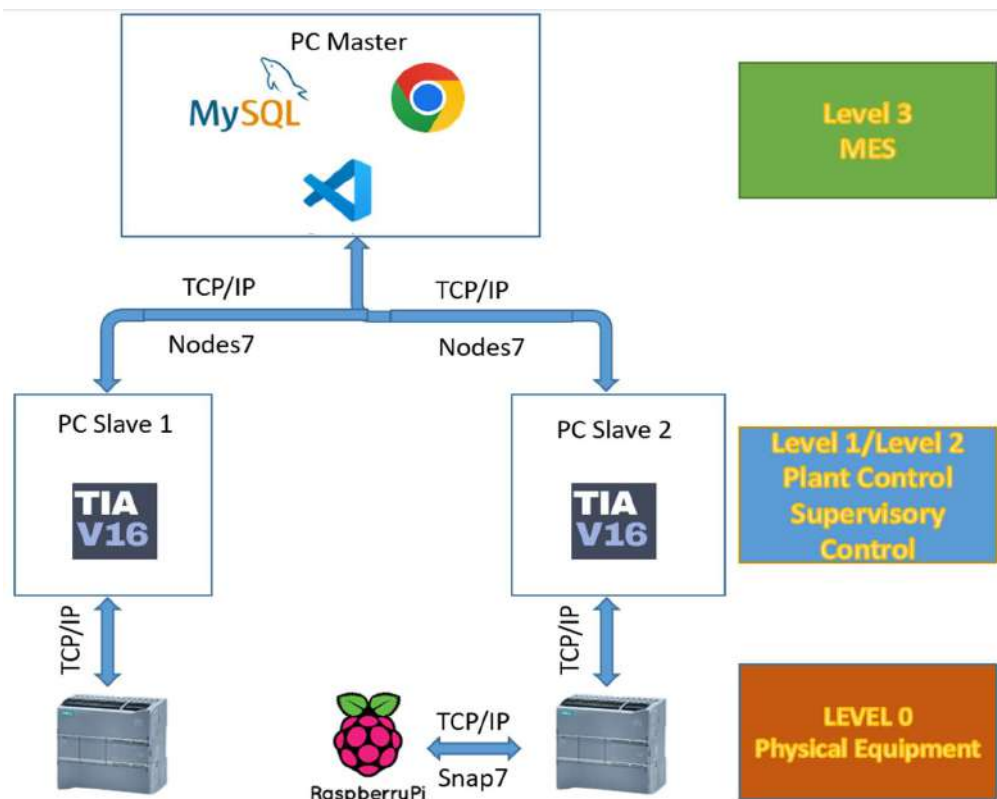 PC Master
MySQL
Level 3
MES
TCP/IP
TCP/IP
Nodes7
Nodes7
PC Slave 1
TIA
V16
PC Slave 2
TIA
V16
Level 1/Level 2
Plant Control
Supervisory
Control
TCP/IP
TCP/IP
TCP/IP
Snap7
RaspberruPi
LEVEL 0
Physical Equipment